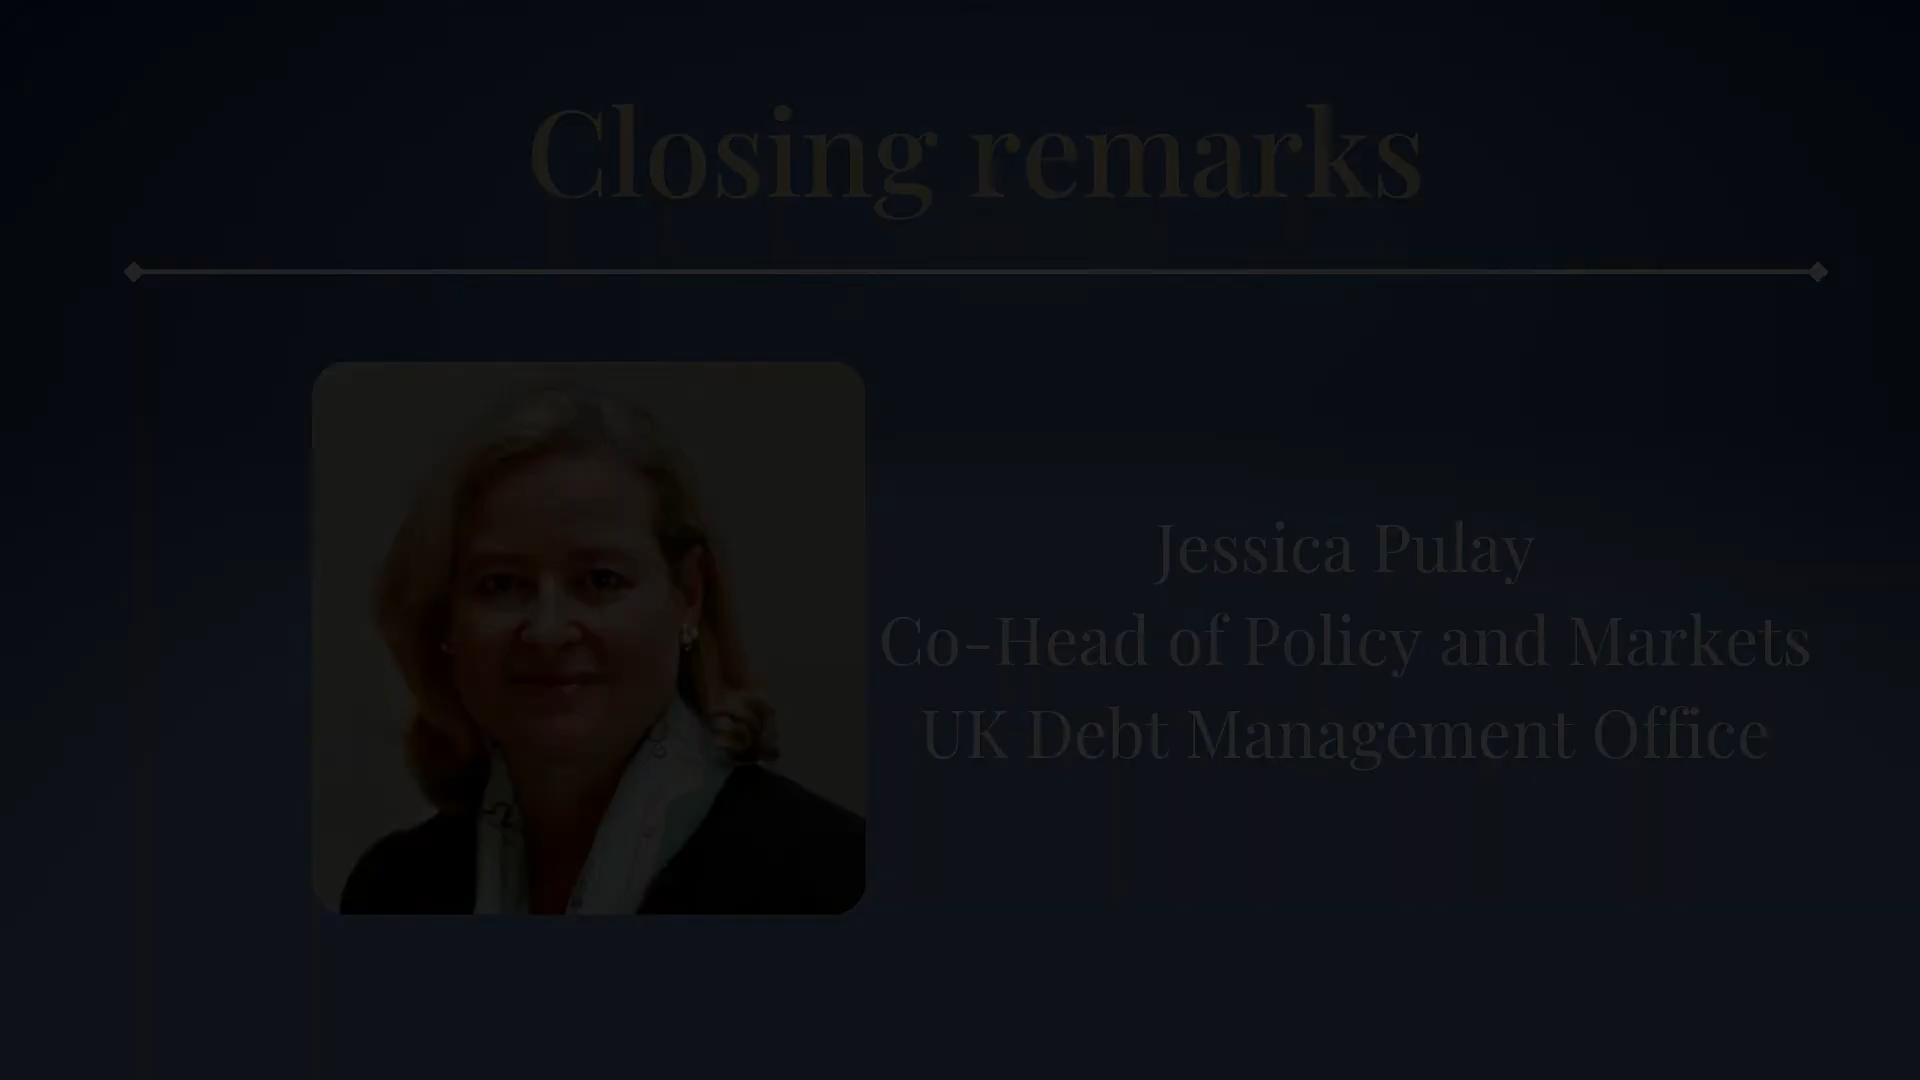 Closing remarks
Jessica Pulay
Co-Head of Policy and Markets
UK Debt Management Office